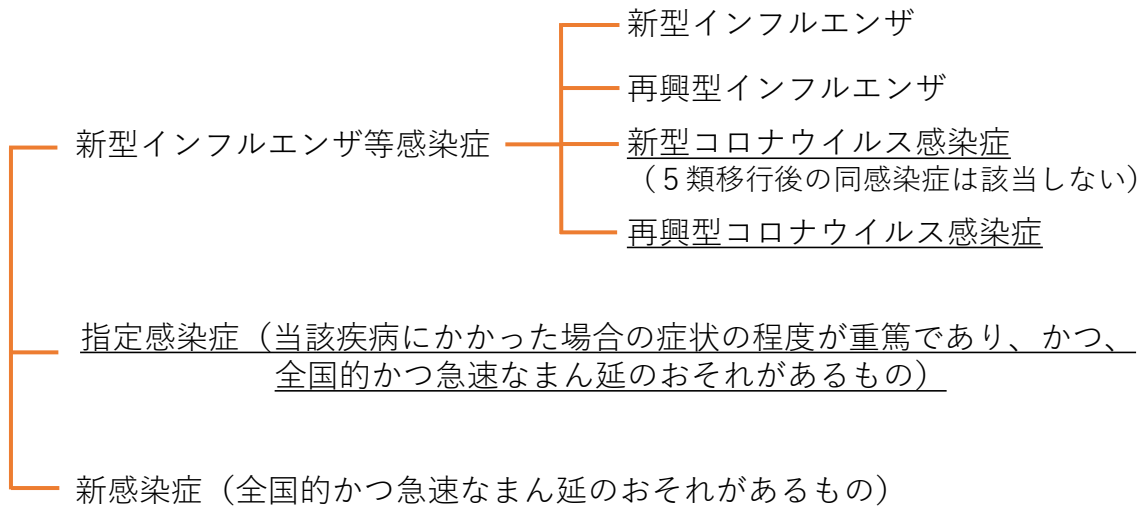 新型インフルエンザ
再興型インフルエンザ
新型インフルエンザ等感染症
新型コロナウイルス感染症
（５類移行後の同感染症は該当しない）
再興型コロナウイルス感染症
指定感染症（当該疾病にかかった場合の症状の程度が重篤であり、かつ、
全国的かつ急速なまん延のおそれがあるもの）
新感染症（全国的かつ急速なまん延のおそれがあるもの）